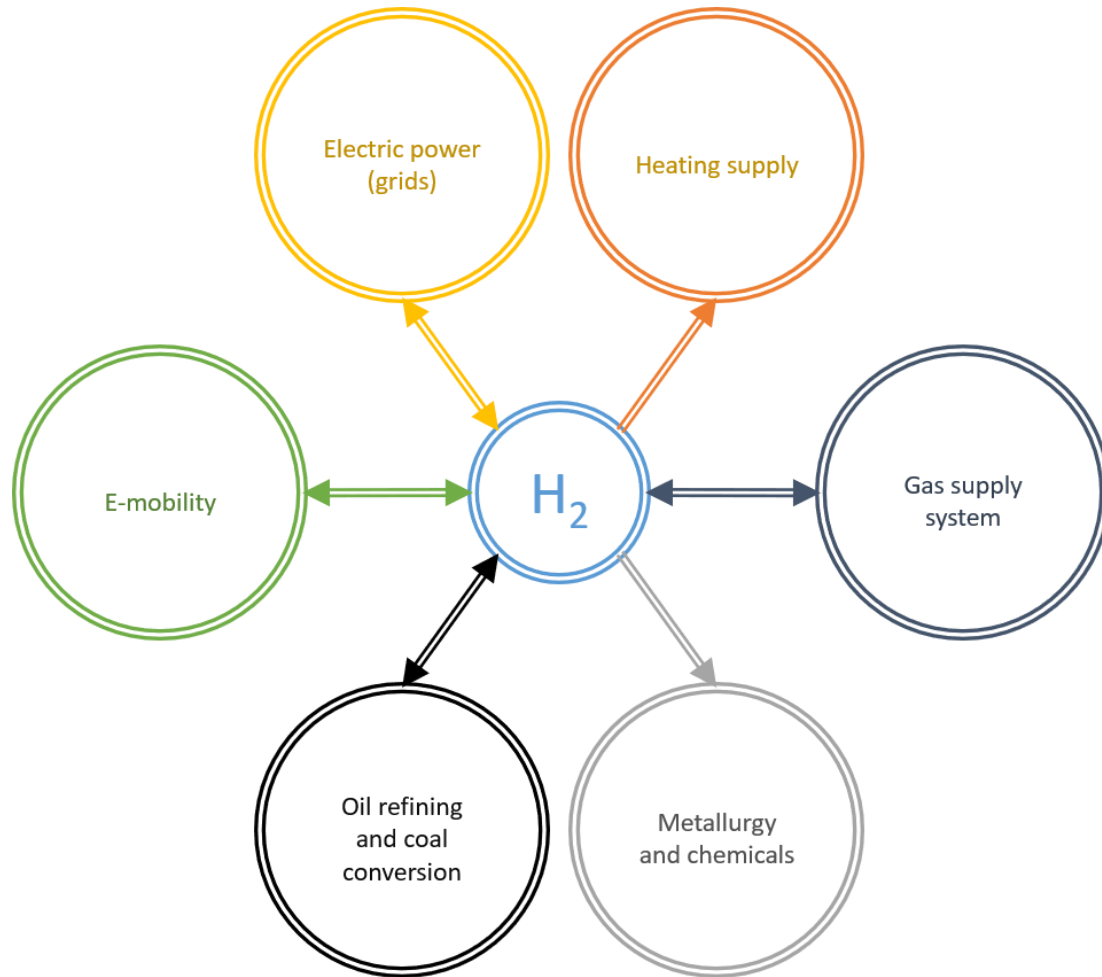 Electric power
(grids)
Heating supply
E-mobility
H₂
Gas supply
system
Oil refining
and coal
conversion
Metallurgy
and chemicals